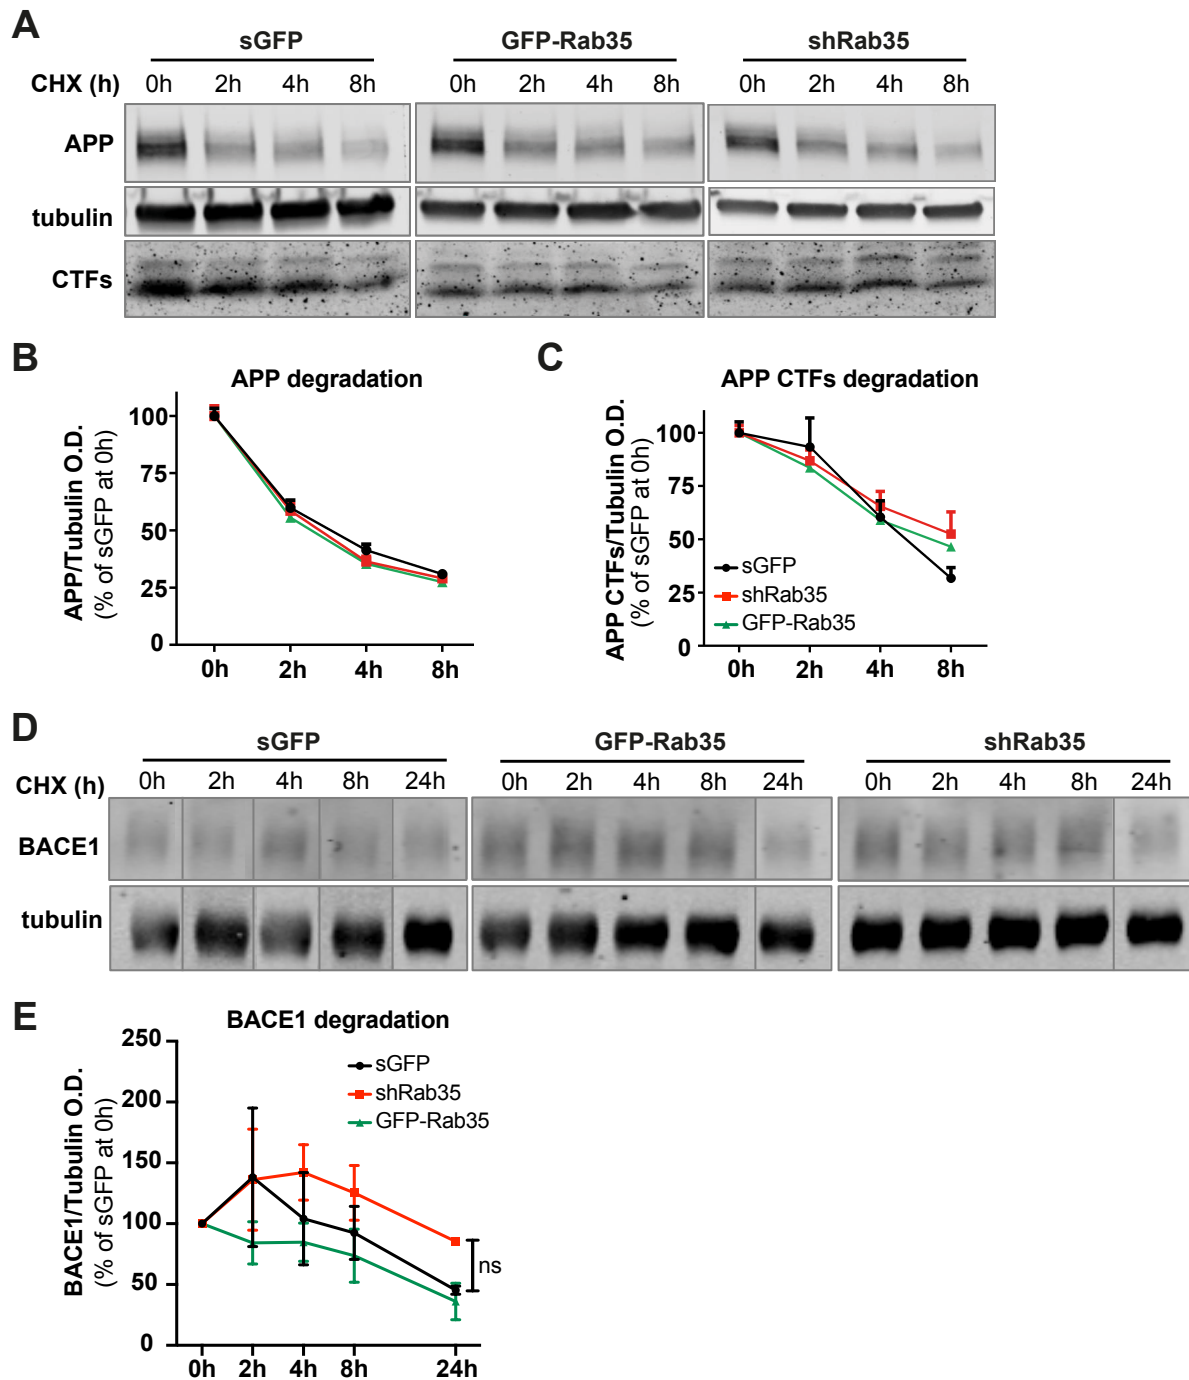 A
sGFP GFP-Rab35 shRab35
CHX (h) 0h 2h 4h 8h 0h 2h 4h 8h 0h 2h 4h 8h
APP
tubulin
CTFs
B
APP degradation
APP/Tubulin O.D.
(% of sGFP at 0h)
100
75
50
25
0
0h 2h 4h 8h
C
APP CTFs degradation
APP CTFs/Tubulin O.D.
(% of sGFP at 0h)
100
75
50
25
0
sGFP
shRab35
GFP-Rab35
0h 2h 4h 8h
D
sGFP GFP-Rab35 shRab35
CHX (h) 0h 2h 4h 8h 24h 0h 2h 4h 8h 24h 0h 2h 4h 8h 24h
BACE1
tubulin
E
BACE1 degradation
BACE1/Tubulin O.D.
(% of sGFP at 0h)
250
200
150
100
50
0
sGFP
shRab35
GFP-Rab35
ns
0h 2h 4h 8h 24h